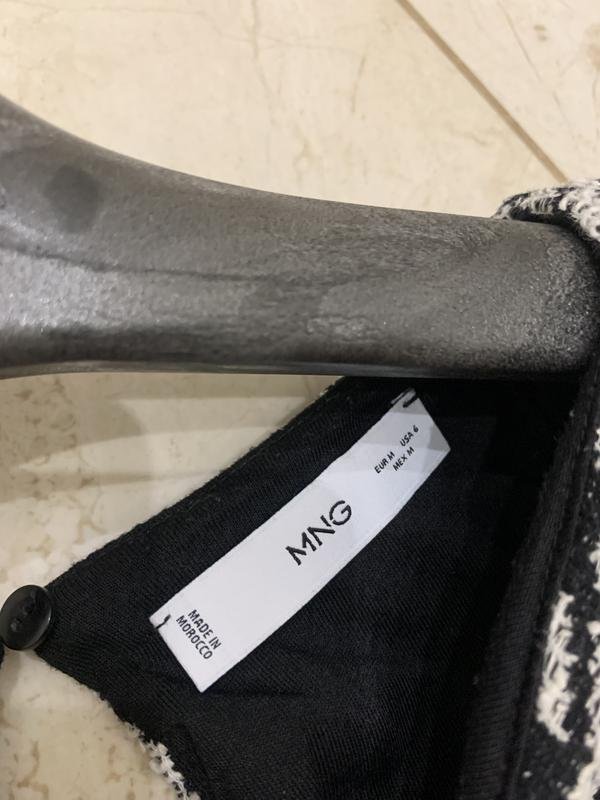 EUR M USA 6
MEX M
MNG
MADE IN
MOROCCO